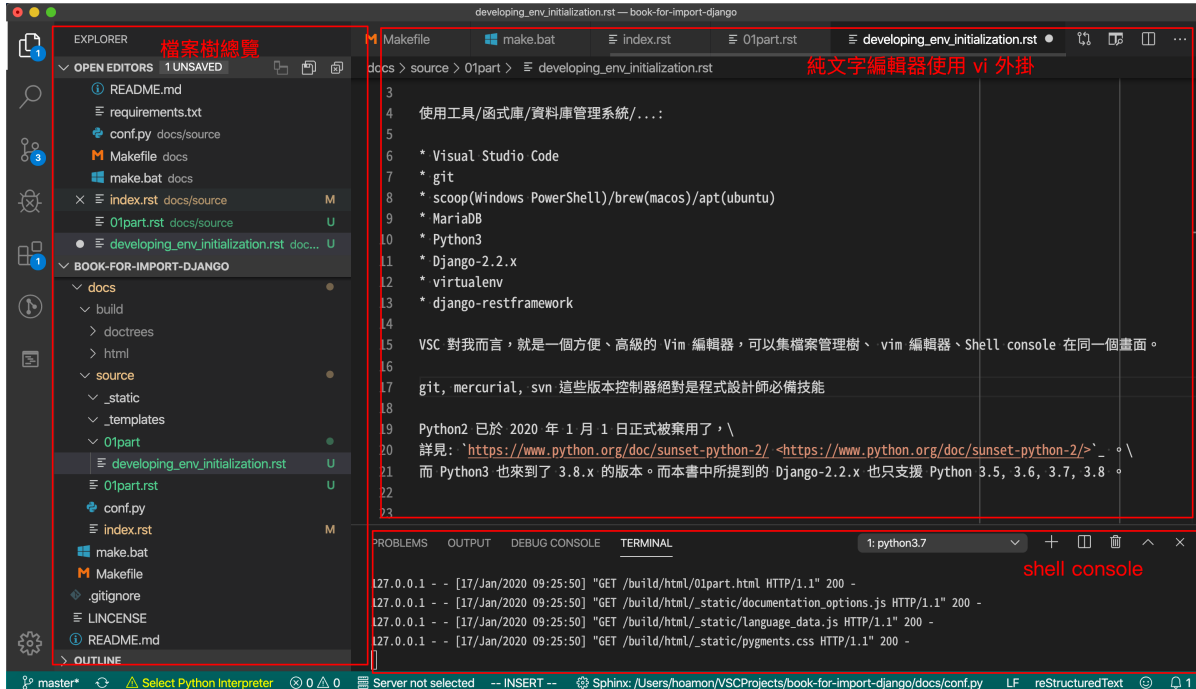 developing_env_initialization.rst — book-for-import-django
EXPLORER
檔案樹總覽
OPEN EDITORS 1 UNSAVED
README.md
requirements.txt
conf.py docs/source
Makefile docs
make.bat docs
index.rst docs/source M
01part.rst docs/source U
developing_env_initialization.rst doc... U
BOOK-FOR-IMPORT-DJANGO
docs
build
doctrees
html
source
_static
_templates
01part
developing_env_initialization.rst U
01part.rst U
conf.py
index.rst M
make.bat
Makefile
.gitignore
LINCENSE
README.md
OUTLINE
1
3
1
Makefile make.bat index.rst 01part.rst developing_env_initialization.rst
docs > source > 01part > developing_env_initialization.rst
純文字編輯器使用 vi 外掛
3
4 使用工具/函式庫/資料庫管理系統/...:
5
6 * Visual Studio Code
7 * git
8 * scoop(Windows PowerShell)/brew(macos)/apt(ubuntu)
9 * MariaDB
10 * Python3
11 * Django-2.2.x
12 * virtualenv
13 * django-restframework
14
15 VSC 對我而言，就是一個方便、高級的 Vim 編輯器，可以集檔案管理樹、 vim 編輯器、Shell console 在同一個畫面。
16
17 git, mercurial, svn 這些版本控制器絕對是程式設計師必備技能
18
19 Python2 已於 2020 年 1 月 1 日正式被棄用了，\
20 詳見: `https://www.python.org/doc/sunset-python-2/ <https://www.python.org/doc/sunset-python-2/>`_ 。\
21 而 Python3 也來到了 3.8.x 的版本。而本書中所提到的 Django-2.2.x 也只支援 Python 3.5, 3.6, 3.7, 3.8 。
22
23
PROBLEMS OUTPUT DEBUG CONSOLE TERMINAL 1: python3.7
shell console
127.0.0.1 - - [17/Jan/2020 09:25:50] "GET /build/html/01part.html HTTP/1.1" 200 -
127.0.0.1 - - [17/Jan/2020 09:25:50] "GET /build/html/_static/documentation_options.js HTTP/1.1" 200 -
127.0.0.1 - - [17/Jan/2020 09:25:50] "GET /build/html/_static/language_data.js HTTP/1.1" 200 -
127.0.0.1 - - [17/Jan/2020 09:25:50] "GET /build/html/_static/pygments.css HTTP/1.1" 200 -
master* Select Python Interpreter 0 0 Server not selected -- INSERT -- Sphinx: /Users/hoamon/VSCProjects/book-for-import-django/docs/conf.py LF reStructuredText 1